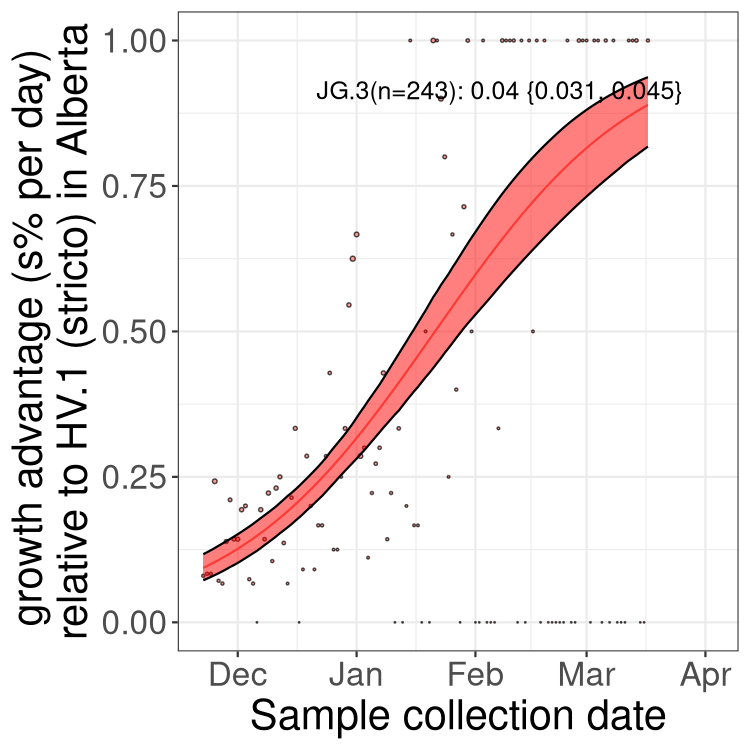 growth advantage (s% per day)
relative to HV.1 (stricto) in Alberta
1.00
0.75
0.50
0.25
0.00
JG.3(n=243): 0.04 {0.031, 0.045}
Dec Jan Feb Mar Apr
Sample collection date